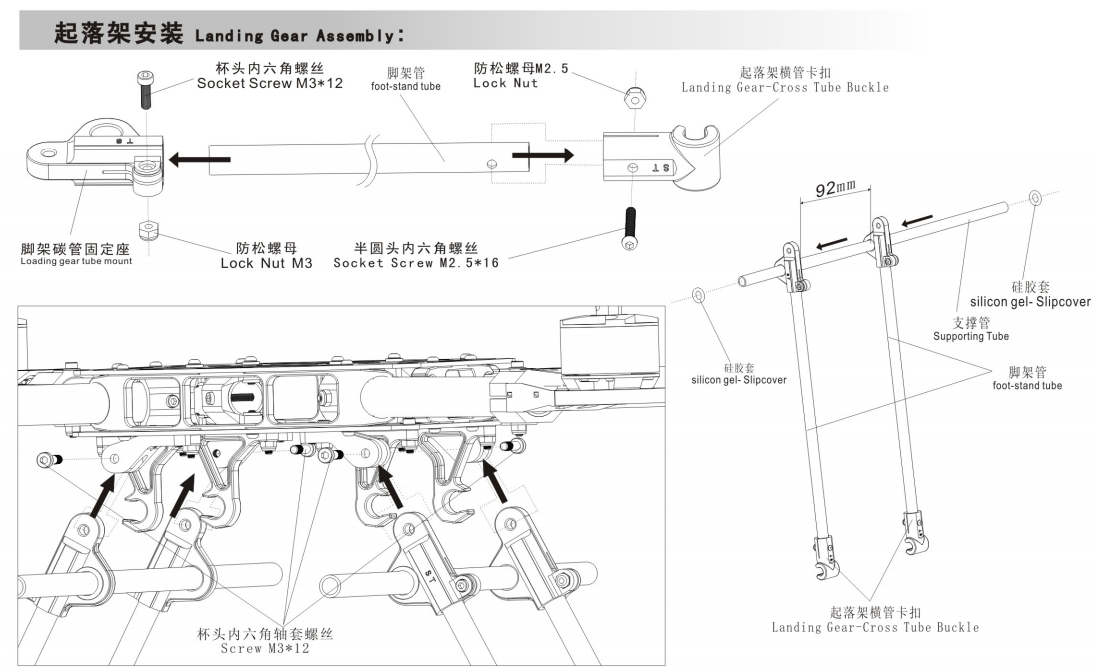 起落架安装 Landing Gear Assembly:
杯头内六角螺丝
Socket Screw M3*12
脚架管
foot-stand tube
防松螺母M2.5
Lock Nut
起落架横管卡扣
Landing Gear-Cross Tube Buckle
T S
S T
脚架碳管固定座
Loading gear tube mount
防松螺母
Lock Nut M3
半圆头内六角螺丝
Socket Screw M2.5*16
92mm
硅胶套
silicon gel- Slipcover
支撑管
Supporting Tube
硅胶套
silicon gel- Slipcover
脚架管
foot-stand tube
S T
杯头内六角轴套螺丝
Screw M3*12
起落架横管卡扣
Landing Gear-Cross Tube Buckle